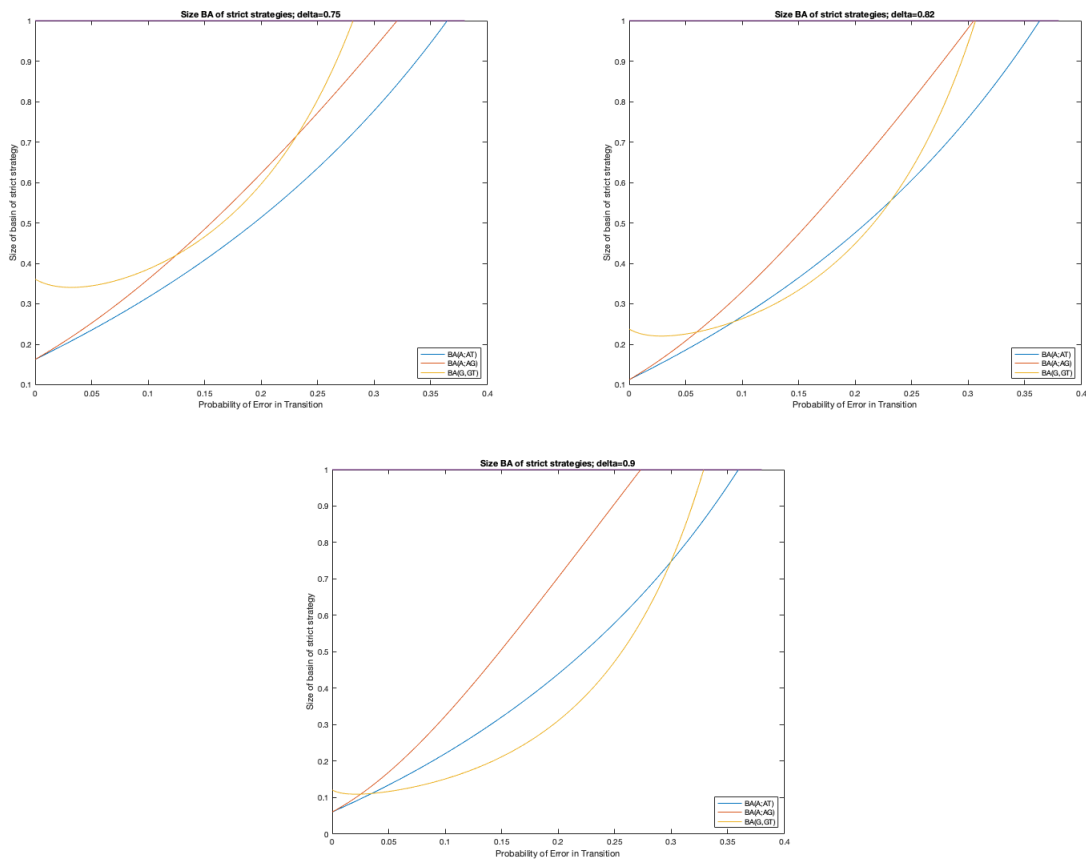 Size BA of strict strategies; delta=0.75
1
0.9
0.8
0.7
0.6
0.5
0.4
0.3
0.2
0.1
Size of basin of strict strategy
0 0.05 0.1 0.15 0.2 0.25 0.3 0.35 0.4
Probability of Error in Transition
BA(A;AT)
BA(A;AG)
BA(G,GT)
Size BA of strict strategies; delta=0.82
1
0.9
0.8
0.7
0.6
0.5
0.4
0.3
0.2
0.1
Size of basin of strict strategy
0 0.05 0.1 0.15 0.2 0.25 0.3 0.35 0.4
Probability of Error in Transition
BA(A;AT)
BA(A;AG)
BA(G,GT)
Size BA of strict strategies; delta=0.9
1
0.9
0.8
0.7
0.6
0.5
0.4
0.3
0.2
0.1
0
Size of basin of strict strategy
0 0.05 0.1 0.15 0.2 0.25 0.3 0.35 0.4
Probability of Error in Transition
BA(A;AT)
BA(A;AG)
BA(G,GT)